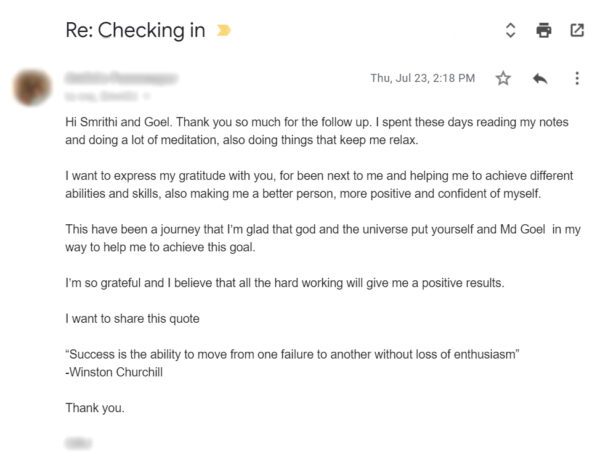 Re: Checking in
Thu, Jul 23, 2:18 PM
Hi Smrithi and Goel. Thank you so much for the follow up. I spent these days reading my notes
and doing a lot of meditation, also doing things that keep me relax.
I want to express my gratitude with you, for been next to me and helping me to achieve different
abilities and skills, also making me a better person, more positive and confident of myself.
This have been a journey that I'm glad that god and the universe put yourself and Md Goel in my
way to help me to achieve this goal.
I'm so grateful and I believe that all the hard working will give me a positive results.
I want to share this quote
“Success is the ability to move from one failure to another without loss of enthusiasm”
-Winston Churchill
Thank you.